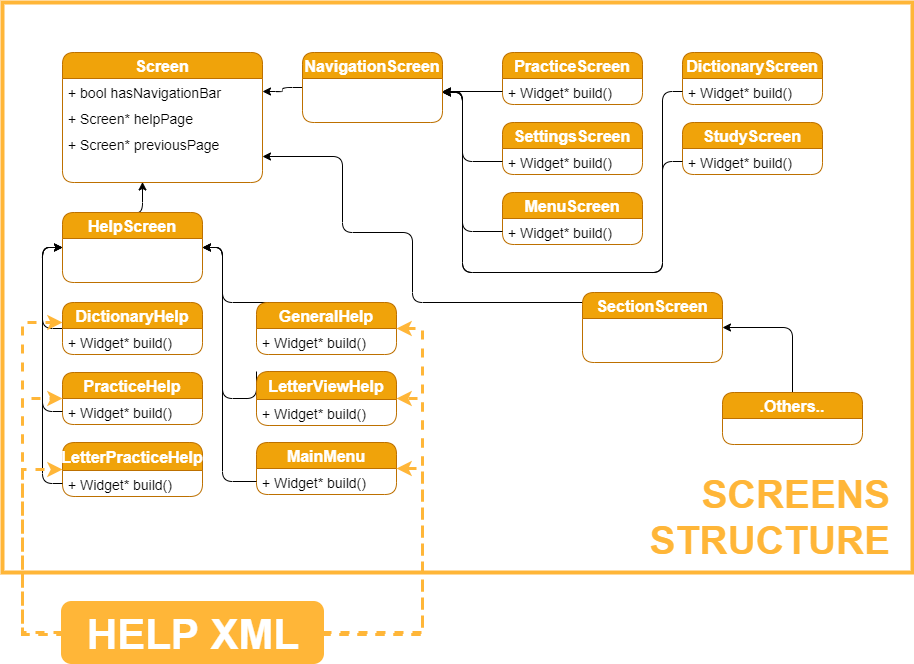 Screen
+ bool hasNavigationBar
+ Screen* helpPage
+ Screen* previousPage
NavigationScreen
PracticeScreen
+ Widget* build()
DictionaryScreen
+ Widget* build()
SettingsScreen
+ Widget* build()
StudyScreen
+ Widget* build()
MenuScreen
+ Widget* build()
HelpScreen
DictionaryHelp
+ Widget* build()
GeneralHelp
+ Widget* build()
PracticeHelp
+ Widget* build()
LetterViewHelp
+ Widget* build()
LetterPracticeHelp
+ Widget* build()
MainMenu
+ Widget* build()
SectionScreen
.Others..
SCREENS
STRUCTURE
HELP XML